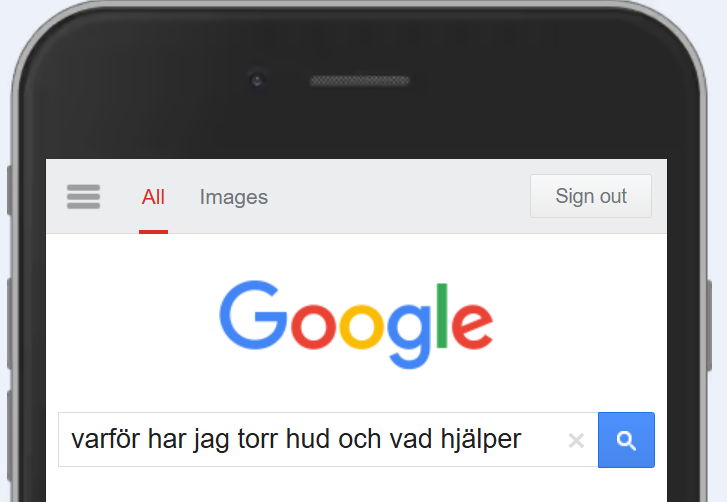 All Images Sign out
Google
varför har jag torr hud och vad hjälper